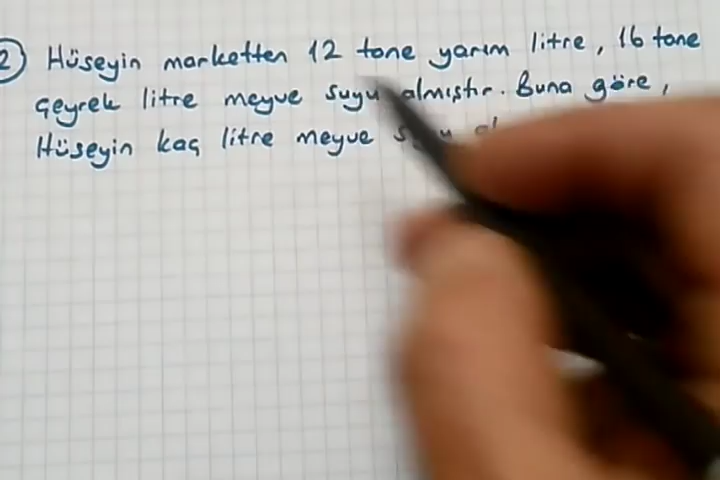 2) Hüseyin marketten 12 tane yarım litre, 16 tane
çeyrek litre meyve suyu almıştır. Buna göre,
Hüseyin kaç litre meyve